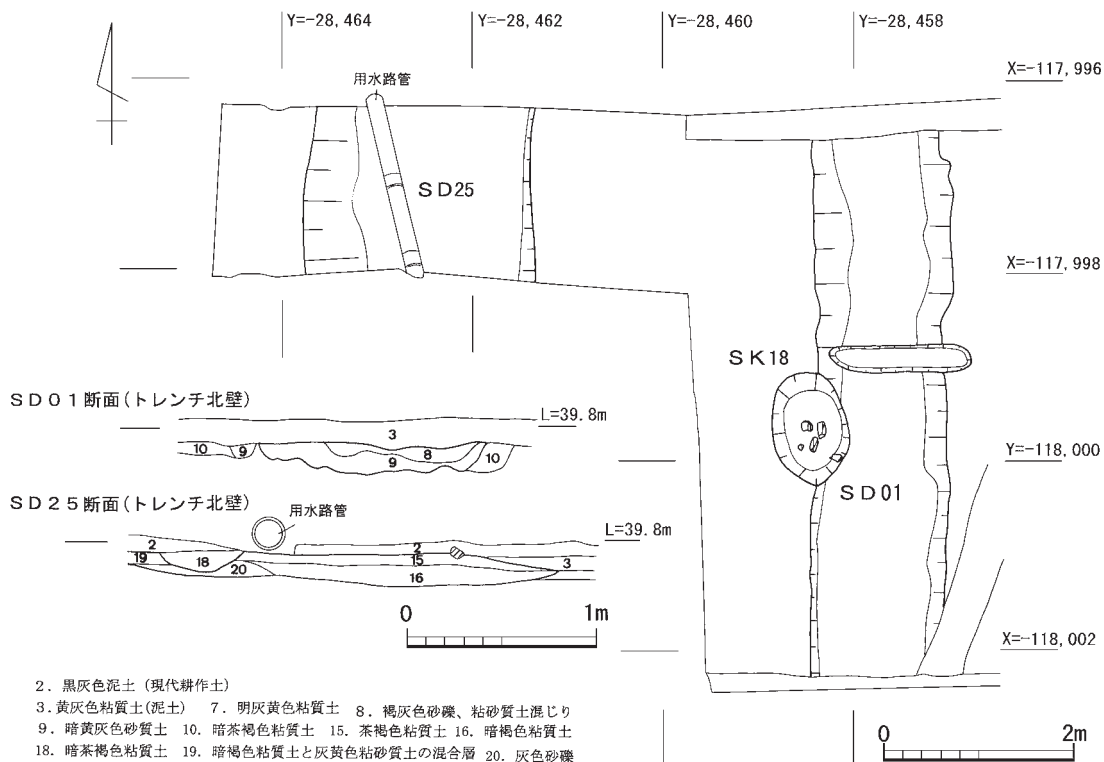 Y=-28,464
Y=-28,462
Y=-28,460
Y=-28,458
X=-117,996
用水路管
SD25
X=-117,998
SK18
SD01断面(トレンチ北壁)
L=39.8m
3
10
9
8
9
10
Y=-118,000
SD01
SD25断面(トレンチ北壁)
用水路管
L=39.8m
2
2
19
18
15
3
20
16
0
1m
X=-118,002
2. 黒灰色泥土 (現代耕作土)
3. 黄灰色粘質土(泥土) 7. 明灰黄色粘質土 8. 褐灰色砂礫、粘砂質土混じり
9. 暗黄灰色砂質土 10. 暗茶褐色粘質土 15. 茶褐色粘質土 16. 暗褐色粘質土
18. 暗茶褐色粘質土 19. 暗褐色粘質土と灰黄色粘砂質土の混合層 20. 灰色砂礫
0
2m